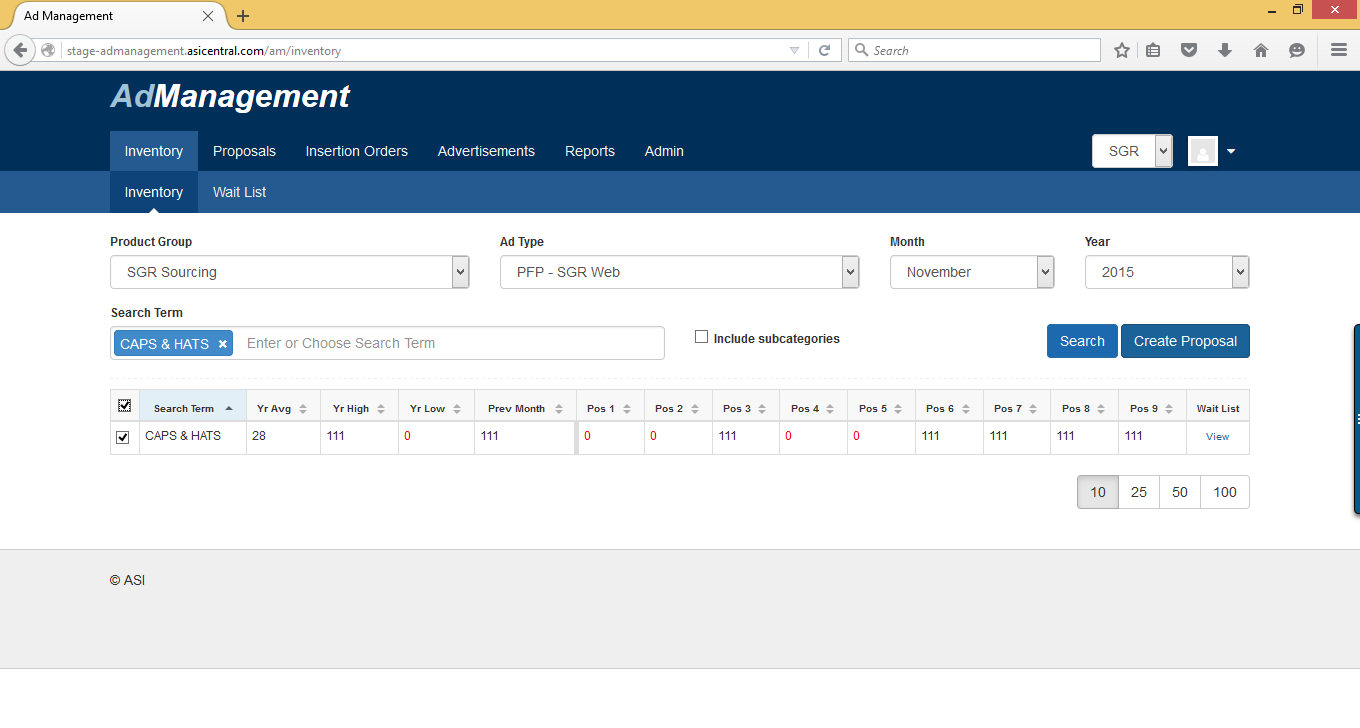 Ad Management
stage-admanagement.asicentral.com/am/inventory
Search
AdManagement
Inventory Proposals Insertion Orders Advertisements Reports Admin SGR
Inventory Wait List
Product Group Ad Type Month Year
SGR Sourcing PFP - SGR Web November 2015
Search Term
CAPS & HATS × Enter or Choose Search Term Include subcategories Search Create Proposal
Search Term Yr Avg Yr High Yr Low Prev Month Pos 1 Pos 2 Pos 3 Pos 4 Pos 5 Pos 6 Pos 7 Pos 8 Pos 9 Wait List
CAPS & HATS 28 111 0 111 0 0 111 0 0 111 111 111 111 View
10 25 50 100
© ASI